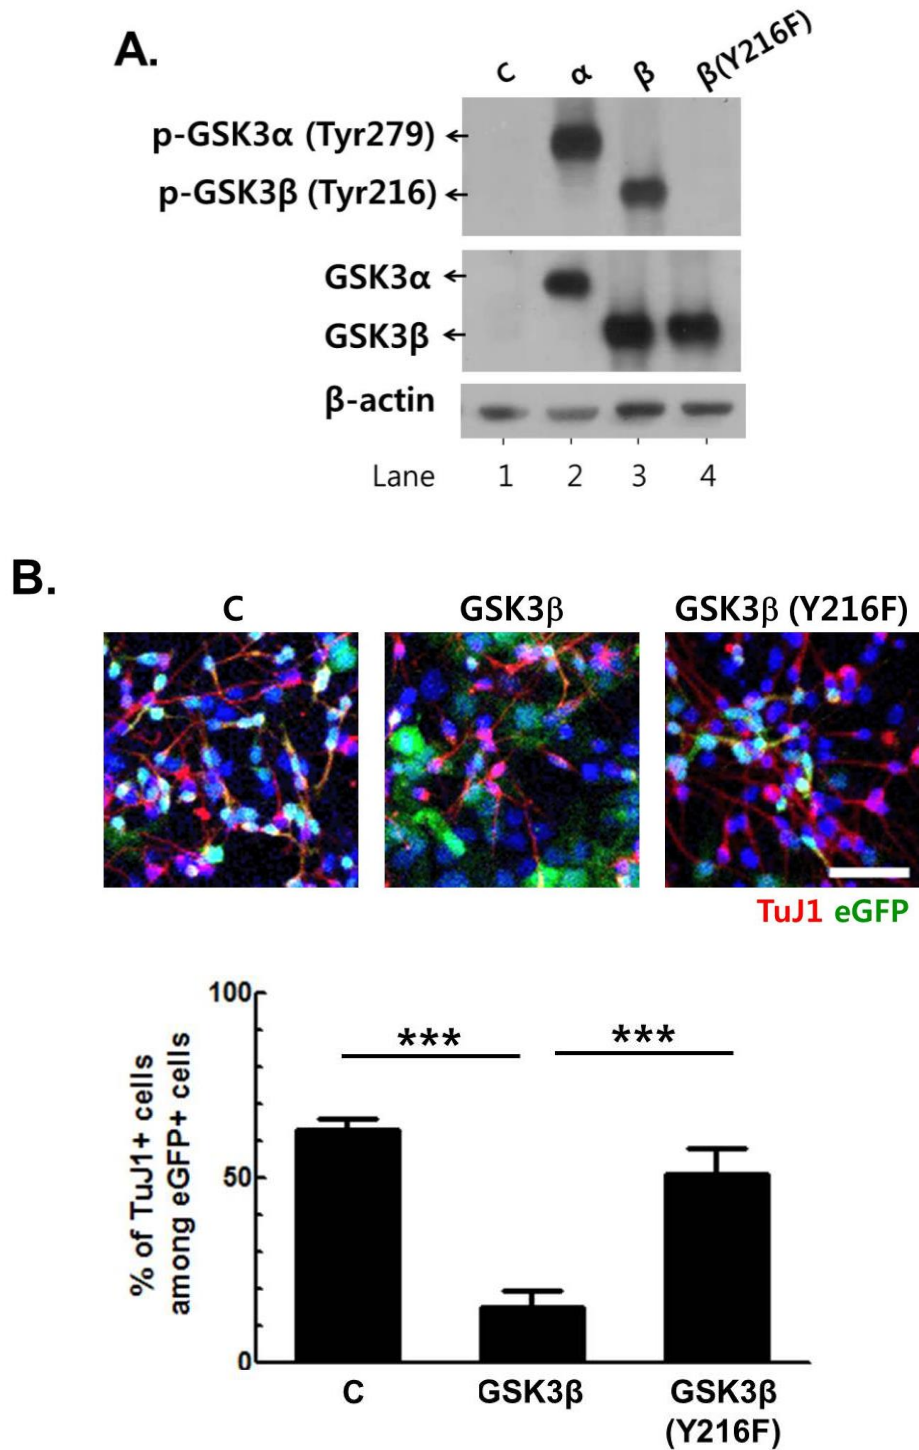 A.
C α β β(Y216F)
p-GSK3α (Tyr279)
p-GSK3β (Tyr216)
GSK3α
GSK3β
β-actin
Lane 1 2 3 4
B.
C GSK3β GSK3β (Y216F)
TuJ1 eGFP
100
50
0
% of TuJ1+ cells
among eGFP+ cells
*** ***
C GSK3β GSK3β
(Y216F)